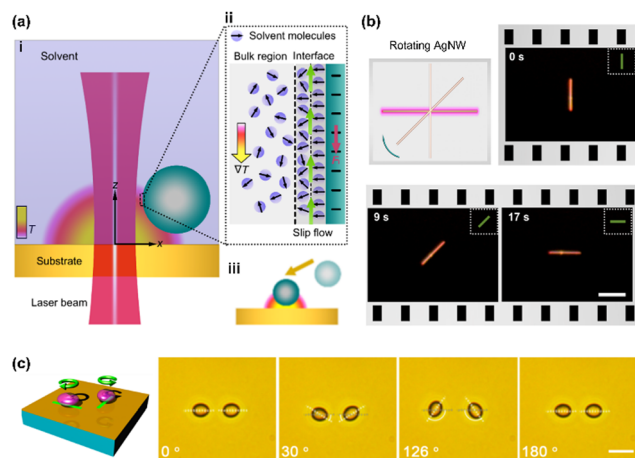 (a)
i
Solvent
z
x
T
Substrate
Laser beam
ii
Solvent molecules
Bulk region
Interface
∇T
Slip flow
iii
(b)
Rotating AgNW
0 s
9 s
17 s
(c)
0 °
30 °
126 °
180 °